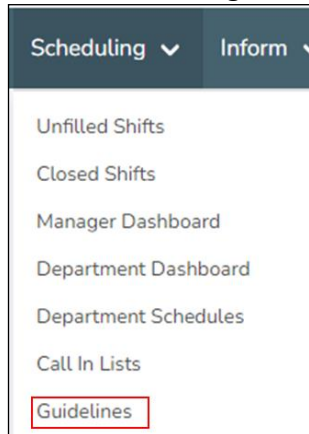 Scheduling Inform
Unfilled Shifts
Closed Shifts
Manager Dashboard
Department Dashboard
Department Schedules
Call In Lists
Guidelines